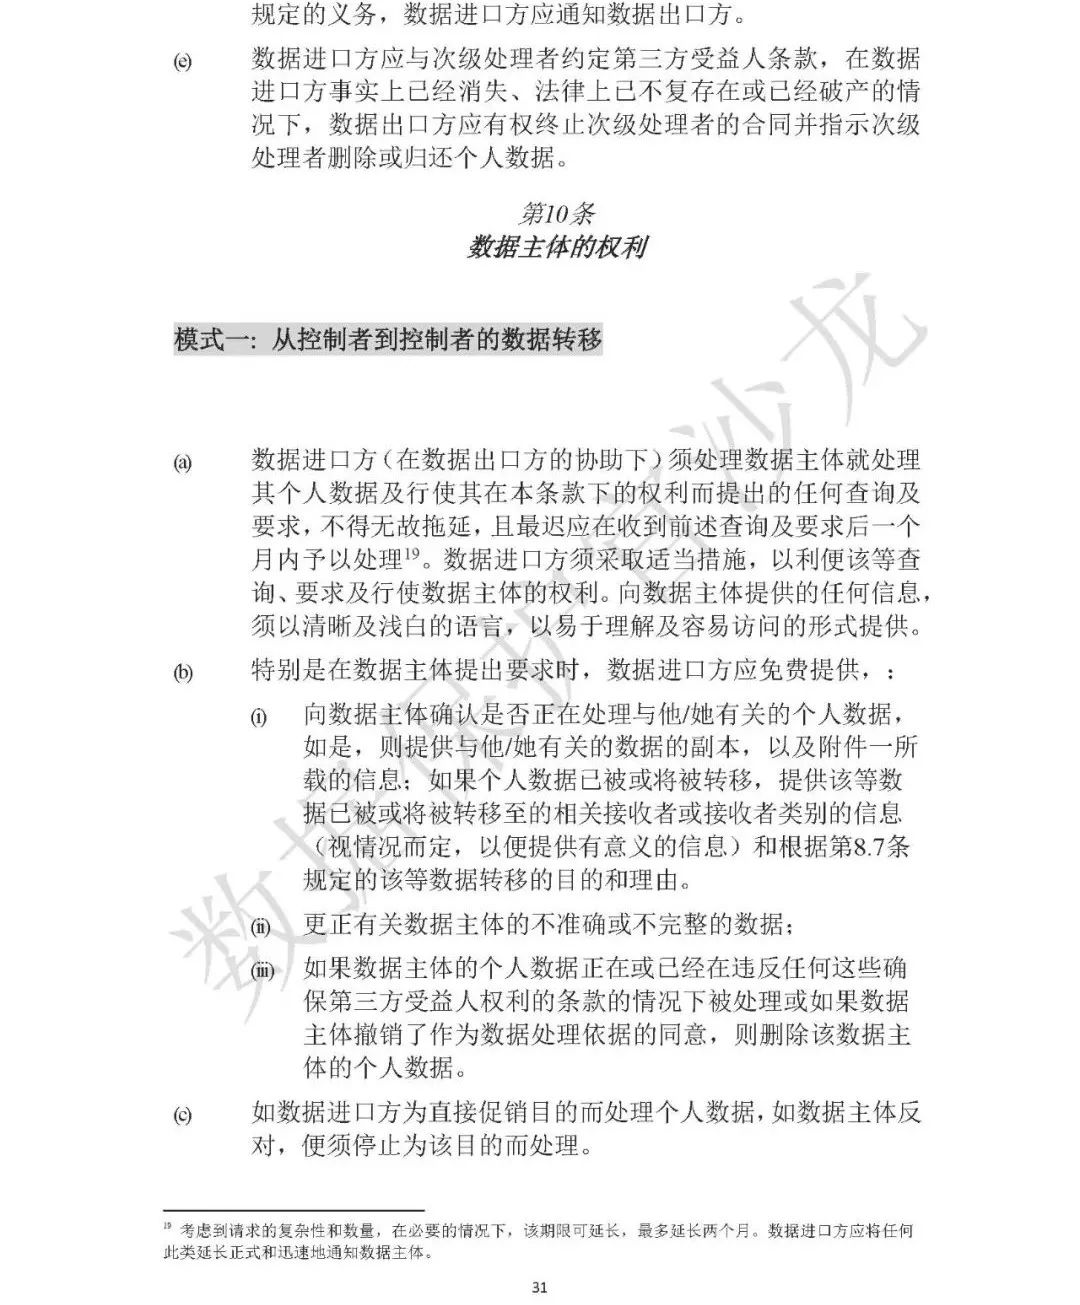 规定的义务，数据进口方应通知数据出口方。
(e) 数据进口方应与次级处理者约定第三方受益人条款，在数据
进口方事实上已经消失、法律上已不复存在或已经破产的情
况下，数据出口方应有权终止次级处理者的合同并指示次级
处理者删除或归还个人数据。
第10条
数据主体的权利
模式一：从控制者到控制者的数据转移
(a) 数据进口方（在数据出口方的协助下）须处理数据主体就处理
其个人数据及行使其在本条款下的权利而提出的任何查询及
要求，不得无故拖延，且最迟应在收到前述查询及要求后一个
月内予以处理19。数据进口方须采取适当措施，以利便该等查
询、要求及行使数据主体的权利。向数据主体提供的任何信息，
须以清晰及浅白的语言，以易于理解及容易访问的形式提供。
(b) 特别是在数据主体提出要求时，数据进口方应免费提供，：
(i) 向数据主体确认是否正在处理与他/她有关的个人数据，
如是，则提供与他/她有关的数据的副本，以及附件一所
载的信息；如果个人数据已被或将被转移，提供该等数
据已被或将被转移至的相关接收者或接收者类别的信息
（视情况而定，以便提供有意义的信息）和根据第8.7条
规定的该等数据转移的目的和理由。
(ii) 更正有关数据主体的不准确或不完整的数据；
(iii) 如果数据主体的个人数据正在或已经在违反任何这些确
保第三方受益人权利的条款的情况下被处理或如果数据
主体撤销了作为数据处理依据的同意，则删除该数据主
体的个人数据。
(c) 如数据进口方为直接促销目的而处理个人数据，如数据主体反
对，便须停止为该目的而处理。
19 考虑到请求的复杂性和数量，在必要的情况下，该期限可延长，最多延长两个月。数据进口方应将任何
此类延长正式和迅速地通知数据主体。
31
数据保护官沙龙